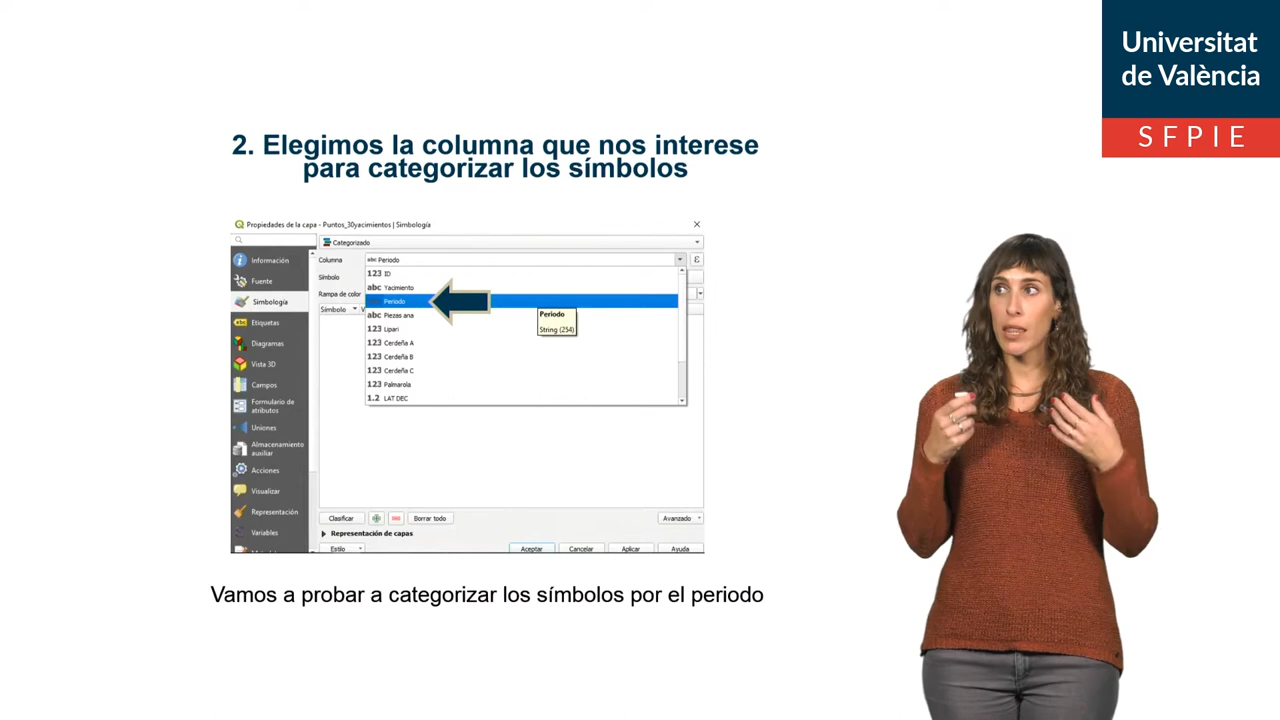 Universitat
de València
SFPIE
2. Elegimos la columna que nos interese
para categorizar los símbolos
Propiedades de la capa - Puntos_30yacimientos | Simbología
Categorizado
Información
Fuente
Simbología
Etiquetas
Diagramas
Vista 3D
Campos
Formulario de
atributos
Uniones
Almacenamiento
auxiliar
Acciones
Visualizar
Representación
Variables
Columna
abc Periodo
ε
Símbolo
Rampa de color
Símbolo
123 ID
abc Yacimiento
Periodo
abc Piezas ana
123 Lipari
123 Cerdeña A
123 Cerdeña B
123 Cerdeña C
123 Palmarola
1.2 LAT DEC
Periodo
String (254)
Clasificar
Borrar todo
Avanzado
Representación de capas
Estilo
Aceptar
Cancelar
Aplicar
Ayuda
Vamos a probar a categorizar los símbolos por el periodo